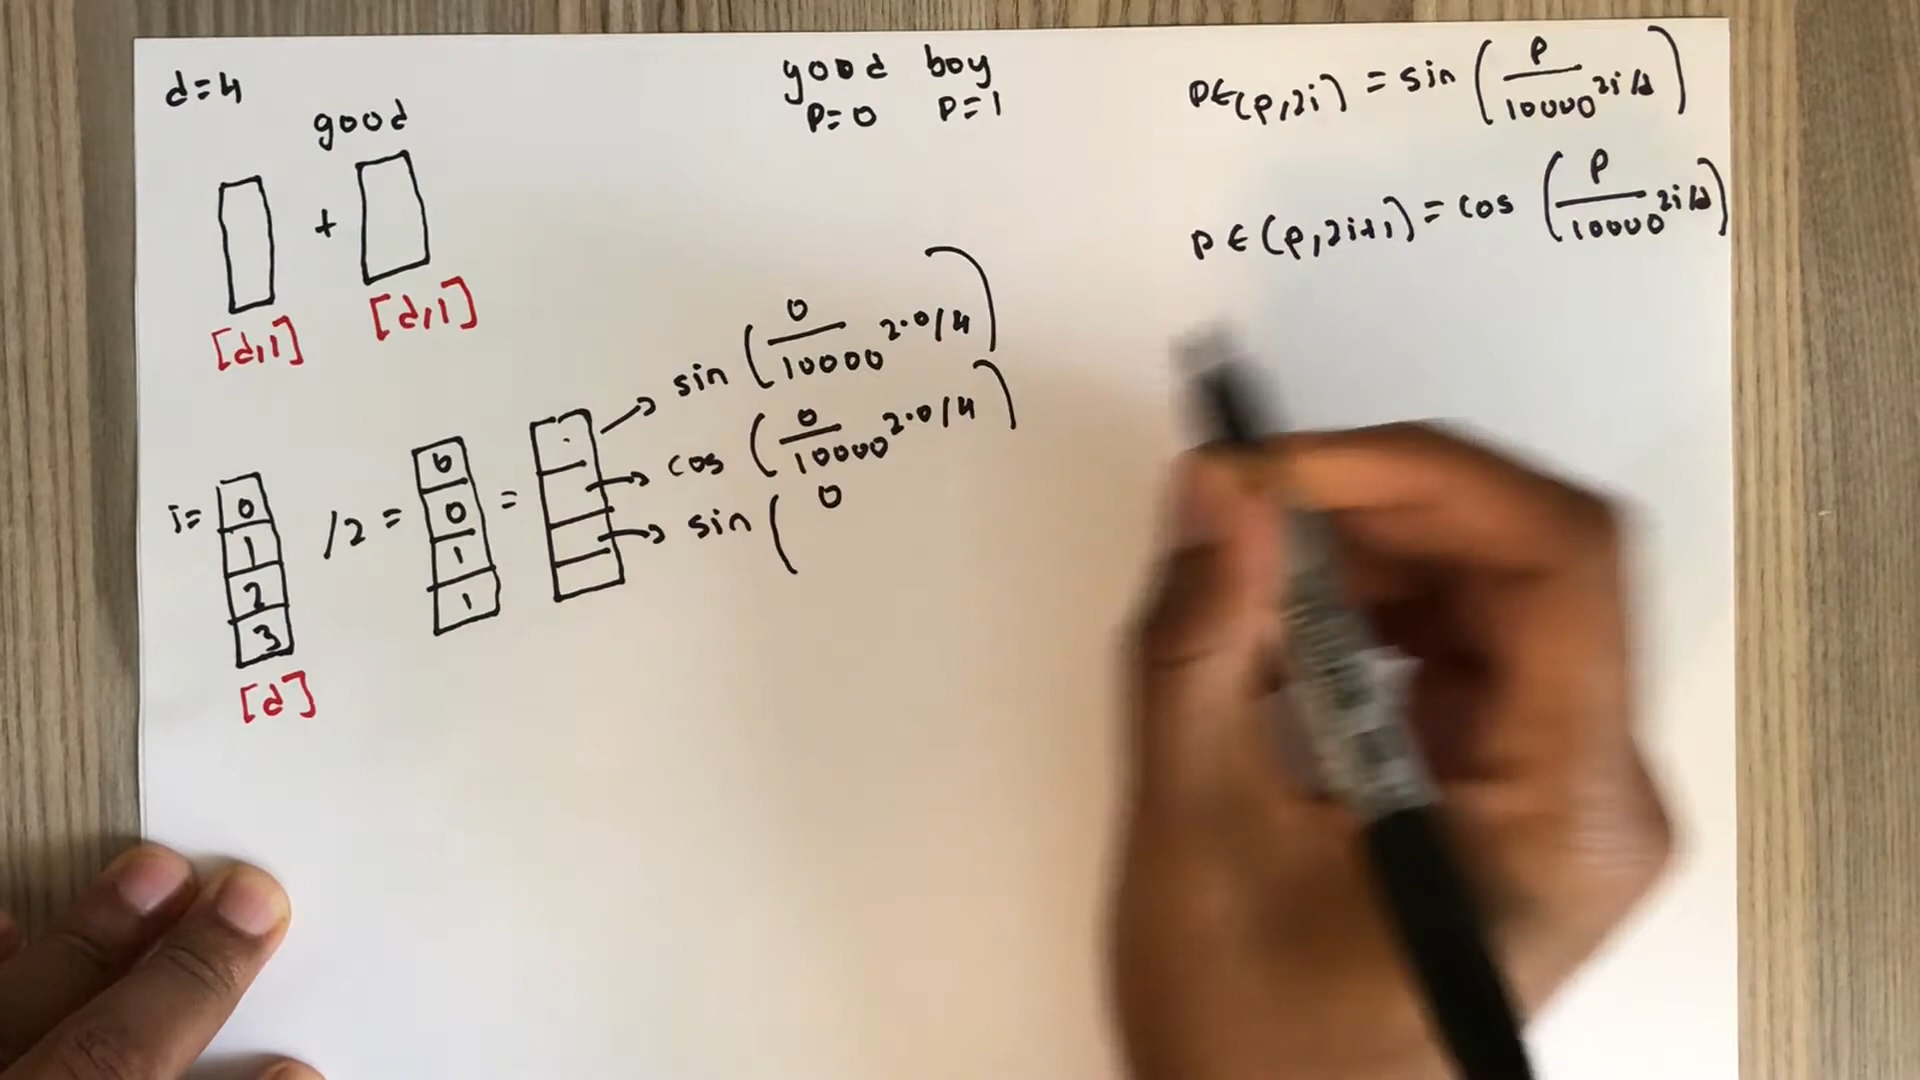 d=4
good boy
P=0 P=1
PE(P,2i) = sin (P/10000^2i/d)
PE(P,2i+1) = cos (P/10000^2i/d)
good
+
[d,1] [d,1]
i= 0 1 2 3 /2 = 0 0 1 1 =
→ sin (0/10000^2·0/4)
→ cos (0/10000^2·0/4)
→ sin ( 0
[d]